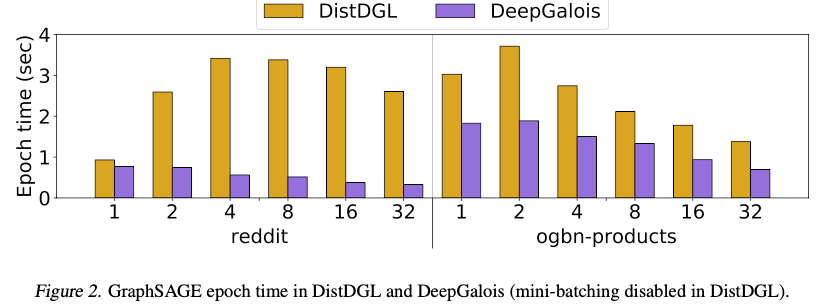 DistDGL DeepGalois
Epoch time (sec)
4
3
2
1
0
1 2 4 8 16 32 1 2 4 8 16 32
reddit ogbn-products
Figure 2. GraphSAGE epoch time in DistDGL and DeepGalois (mini-batching disabled in DistDGL).